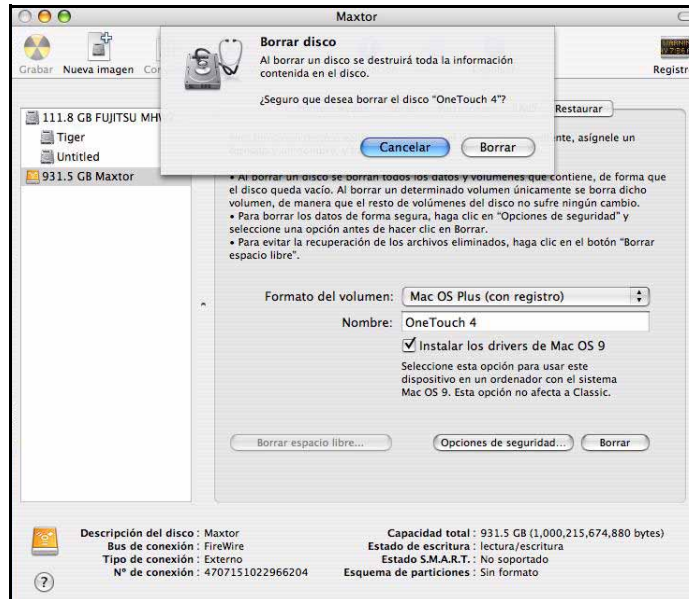 Maxtor
Grabar
Nueva imagen
Registr
Borrar disco
Al borrar un disco se destruirá toda la información
contenida en el disco.
¿Seguro que desea borrar el disco "OneTouch 4"?
Cancelar
Borrar
111.8 GB FUJITSU
Tiger
Untitled
931.5 GB Maxtor
Restaurar
asígnele un
• Al borrar un disco se borran todos los datos y volúmenes que contiene, de forma que
el disco queda vacío. Al borrar un determinado volumen únicamente se borra dicho
volumen, de manera que el resto de volúmenes del disco no sufre ningún cambio.
• Para borrar los datos de forma segura, haga clic en "Opciones de seguridad" y
seleccione una opción antes de hacer clic en Borrar.
• Para evitar la recuperación de los archivos eliminados, haga clic en el botón "Borrar
espacio libre".
Formato del volumen: Mac OS Plus (con registro)
Nombre: OneTouch 4
Instalar los drivers de Mac OS 9
Seleccione esta opción para usar este
dispositivo en un ordenador con el sistema
Mac OS 9. Esta opción no afecta a Classic.
Borrar espacio libre...
Opciones de seguridad...
Borrar
Descripción del disco : Maxtor
Bus de conexión : FireWire
Tipo de conexión : Externo
Nº de conexión : 4707151022966204
Capacidad total : 931.5 GB (1,000,215,674,880 bytes)
Estado de escritura : lectura/escritura
Estado S.M.A.R.T. : No soportado
Esquema de particiones : Sin formato
?